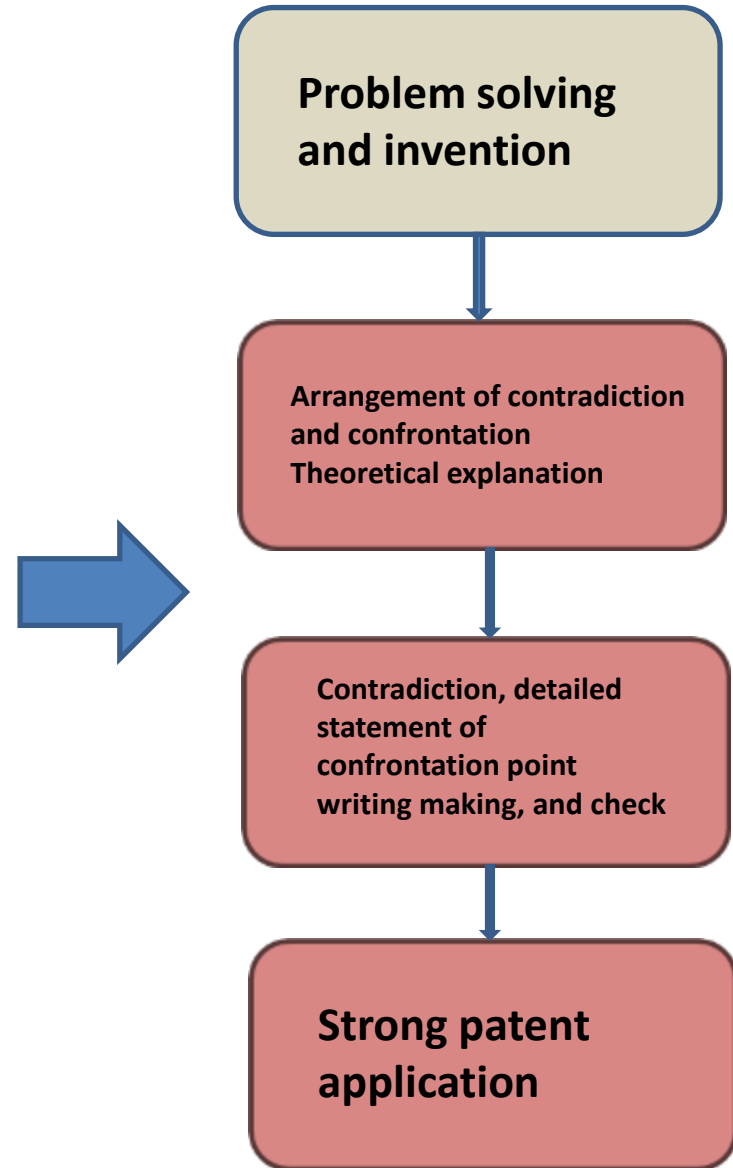 Problem solving
and invention
Arrangement of contradiction
and confrontation
Theoretical explanation
Contradiction, detailed
statement of
confrontation point
writing making, and check
Strong patent
application